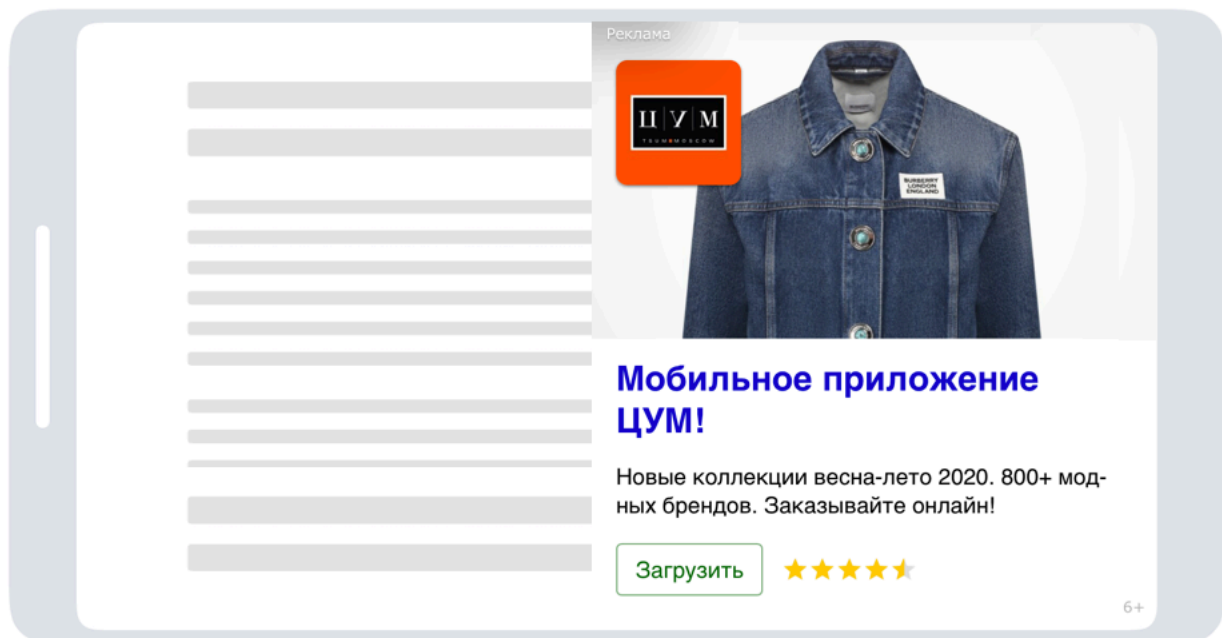 Реклама
ЦУМ
TSUM MOSCOW
BURBERRY
LONDON
ENGLAND
Мобильное приложение
ЦУМ!
Новые коллекции весна-лето 2020. 800+ мод-
ных брендов. Заказывайте онлайн!
Загрузить
6+